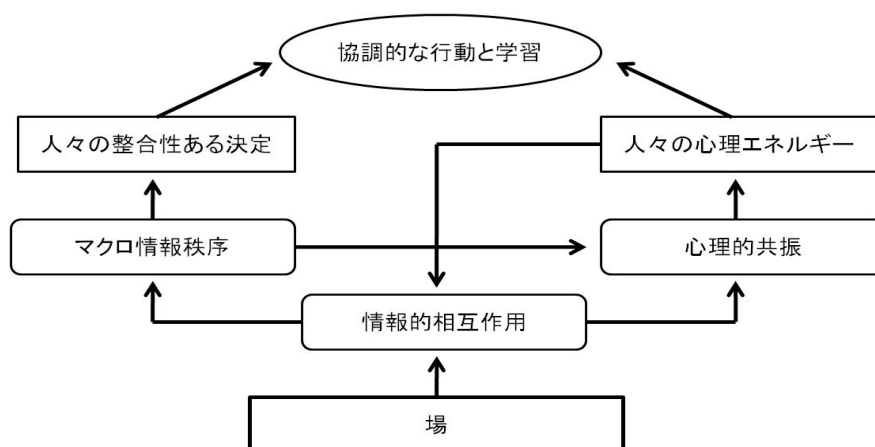 協調的な行動と学習
人々の整合性ある決定
人々の心理エネルギー
マクロ情報秩序
心理的共振
情報的相互作用
場